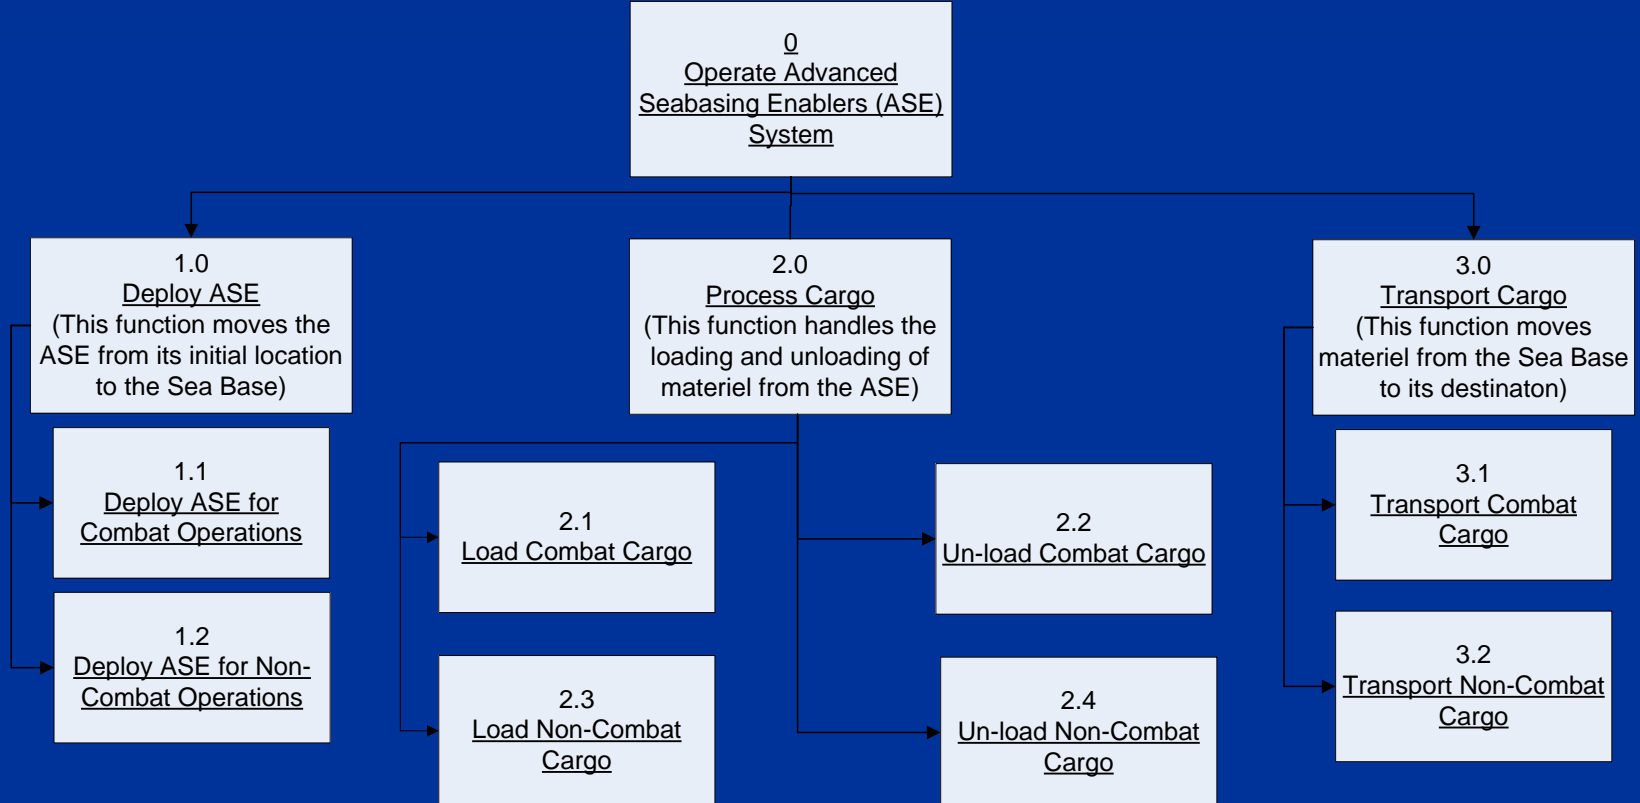 0
Operate Advanced
Seabasing Enablers (ASE)
System
1.0
Deploy ASE
(This function moves the
ASE from its initial location
to the Sea Base)
2.0
Process Cargo
(This function handles the
loading and unloading of
materiel from the ASE)
3.0
Transport Cargo
(This function moves
materiel from the Sea Base
to its destinaton)
1.1
Deploy ASE for
Combat Operations
1.2
Deploy ASE for Non-
Combat Operations
2.1
Load Combat Cargo
2.2
Un-load Combat Cargo
2.3
Load Non-Combat
Cargo
2.4
Un-load Non-Combat
Cargo
3.1
Transport Combat
Cargo
3.2
Transport Non-Combat
Cargo